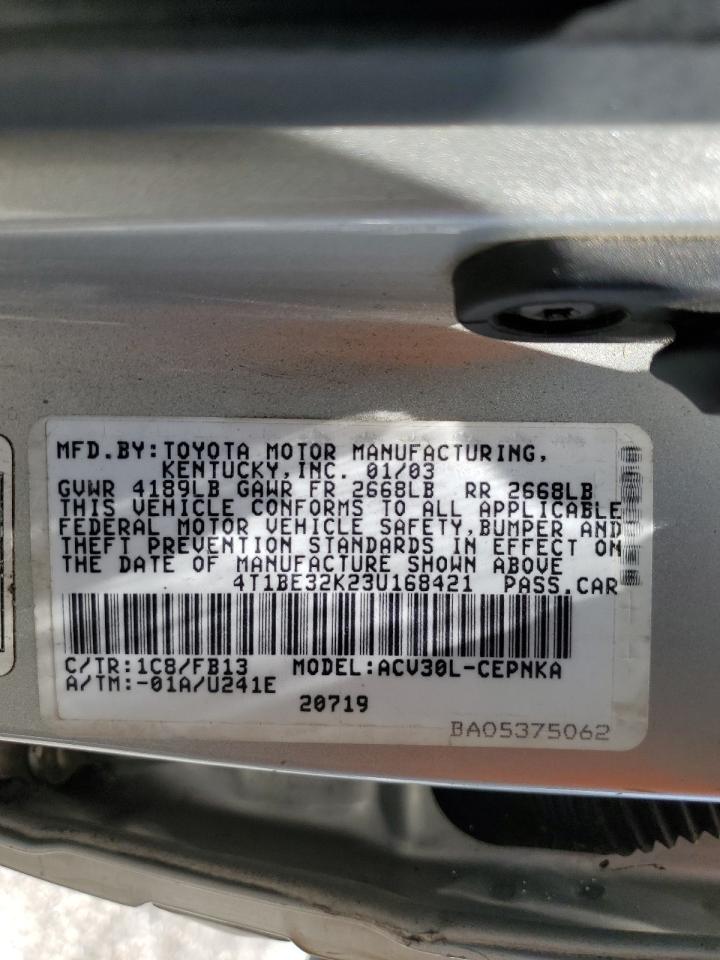 MFD.BY:TOYOTA MOTOR MANUFACTURING,
KENTUCKY,INC. 01/03
GVWR 4189LB GAWR FR 2668LB RR 2668LB
THIS VEHICLE CONFORMS TO ALL APPLICABLE
FEDERAL MOTOR VEHICLE SAFETY,BUMPER AND
THEFT PREVENTION STANDARDS IN EFFECT ON
THE DATE OF MANUFACTURE SHOWN ABOVE
4T1BE32K23U168421 PASS.CAR
C/TR:1C8/FB13 MODEL:ACV30L-CEPNKA
A/TM:-01A/U241E
20719
BA05375062